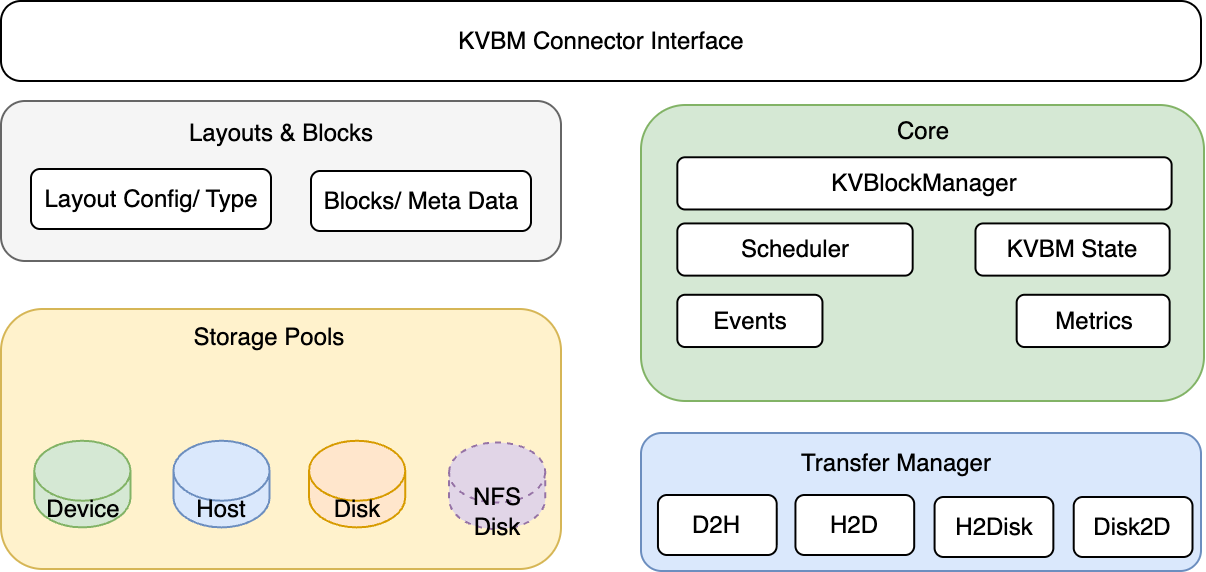 KVBM Connector Interface
Layouts & Blocks
Layout Config/ Type
Blocks/ Meta Data
Core
KVBlockManager
Scheduler
KVBM State
Events
Metrics
Storage Pools
Device
Host
Disk
NFS
Disk
Transfer Manager
D2H
H2D
H2Disk
Disk2D